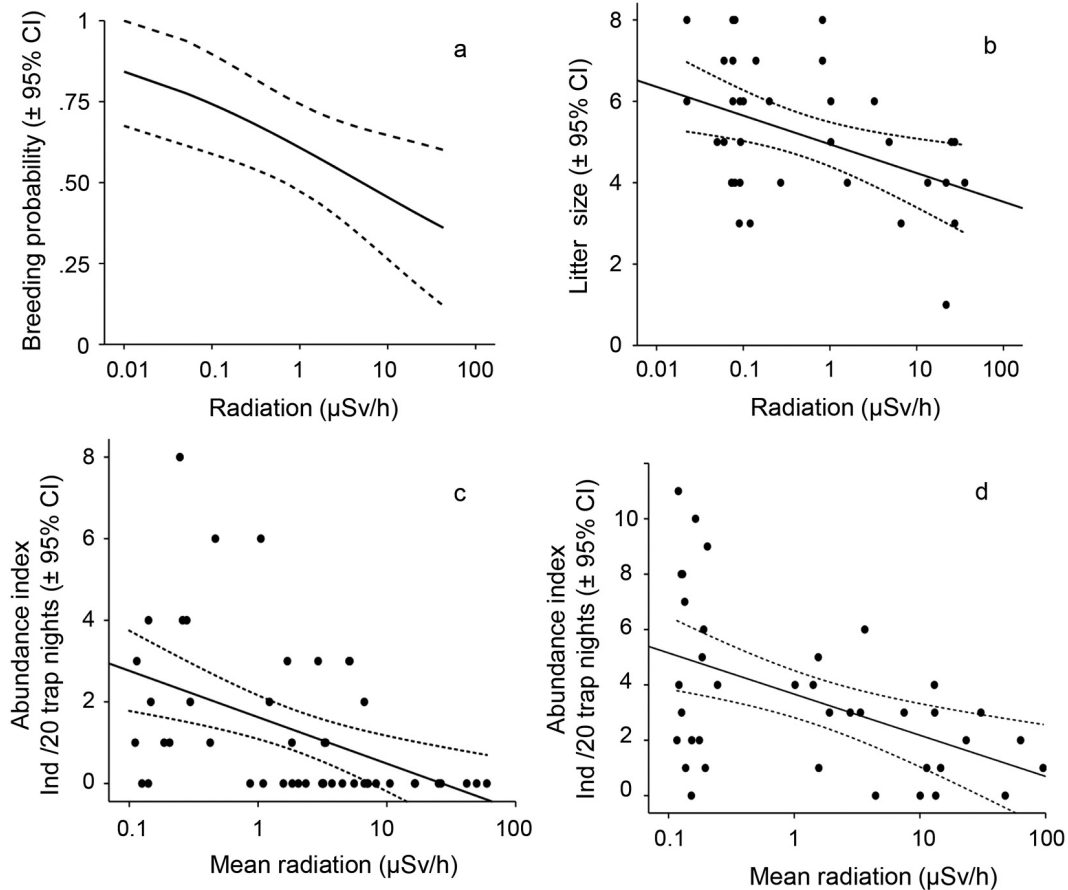 Breeding probability (± 95% CI)
1
.75
.50
.25
0
a
0.01 0.1 1 10 100
Radiation (µSv/h)
Litter size (± 95% CI)
8
6
4
2
0
b
0.01 0.1 1 10 100
Radiation (µSv/h)
Abundance index
Ind /20 trap nights (± 95% CI)
8
6
4
2
0
c
0.1 1 10 100
Mean radiation (µSv/h)
Abundance index
Ind /20 trap nights (± 95% CI)
10
8
6
4
2
0
d
0.1 1 10 100
Mean radiation (µSv/h)